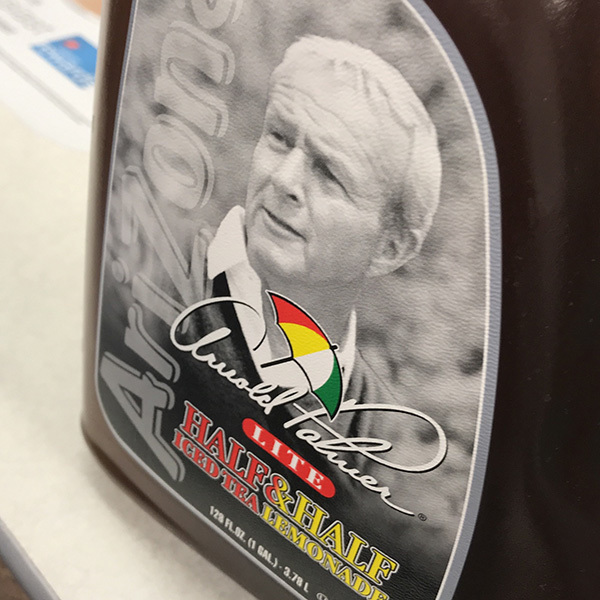 Arizona
Arnold Palmer
LITE
HALF & HALF
ICED TEA LEMONADE
128 FL.OZ. (1 GAL.) - 3.78 L